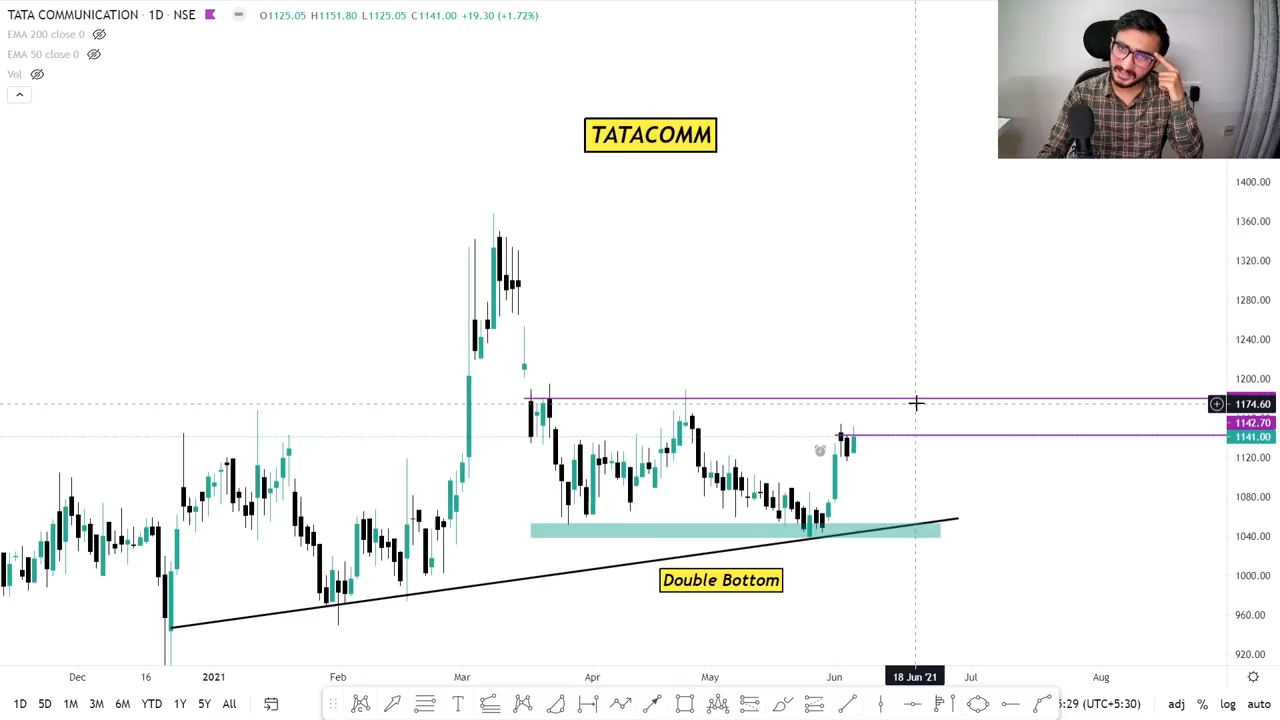 TATA COMMUNICATION · 1D · NSE O1125.05 H1151.80 L1125.05 C1141.00 +19.30 (+1.72%)
EMA 200 close 0
EMA 50 close 0
Vol
TATACOMM
1400.00
1360.00
1320.00
1280.00
1240.00
1200.00
1174.60
1142.70
1141.00
1120.00
1080.00
1040.00
1000.00
960.00
920.00
Double Bottom
Dec 16 2021 Feb Mar Apr May Jun 18 Jun '21 Jul Aug
1D 5D 1M 3M 6M YTD 1Y 5Y All 5:29 (UTC+5:30) adj % log auto